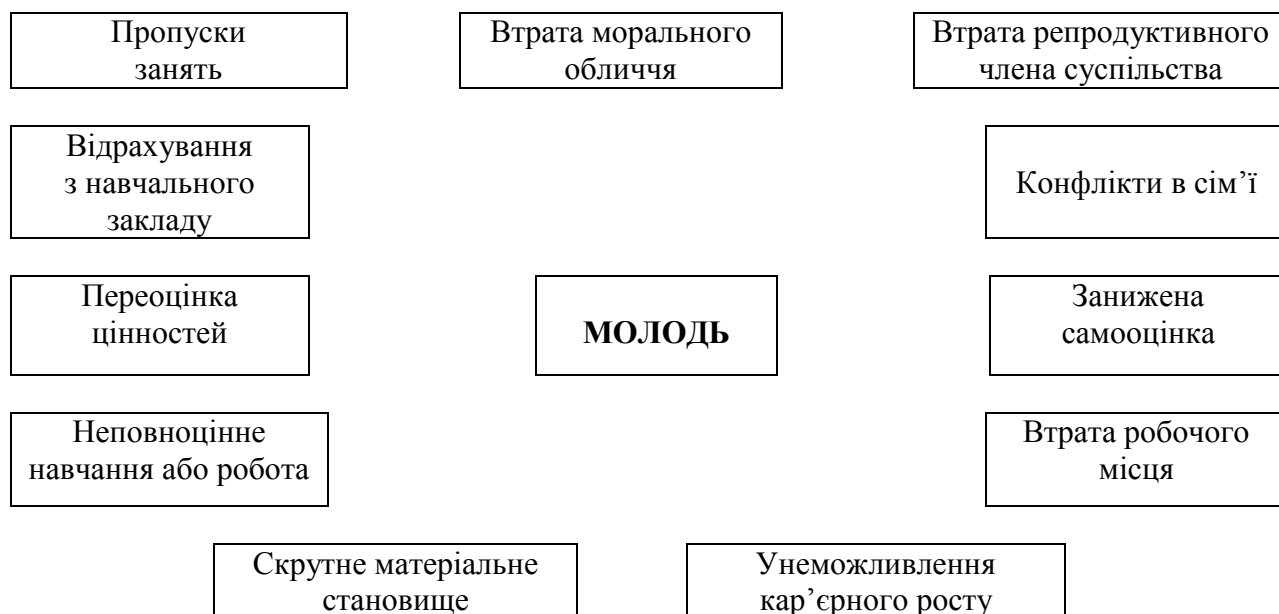 Пропуски
занять
Втрата морального
обличчя
Втрата репродуктивного
члена суспільства
Відрахування
з навчального
закладу
Конфлікти в сім’ї
Переоцінка
цінностей
МОЛОДЬ
Занижена
самооцінка
Неповноцінне
навчання або робота
Втрата робочого
місця
Скрутне матеріальне
становище
Унеможливлення
кар’єрного росту